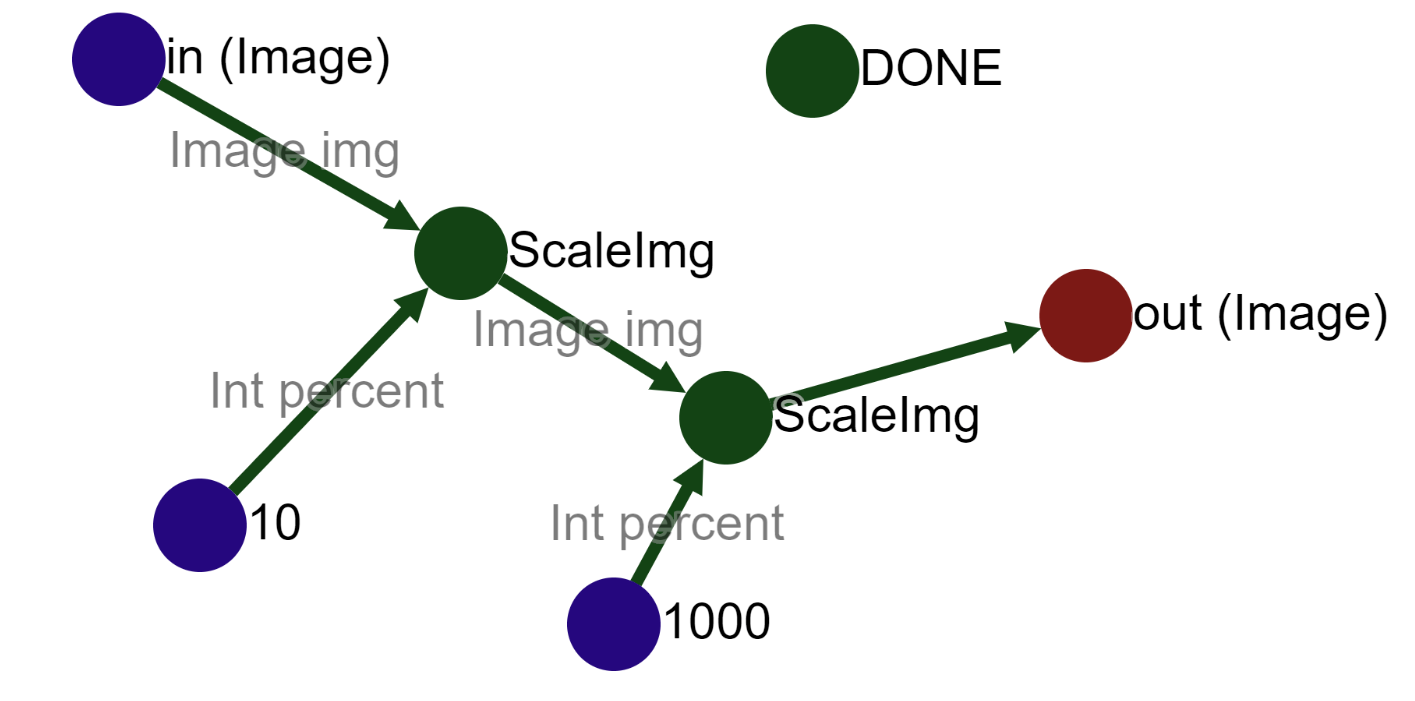 in (Image)
DONE
Image img
ScaleImg
Image img
out (Image)
Int percent
ScaleImg
10
Int percent
1000